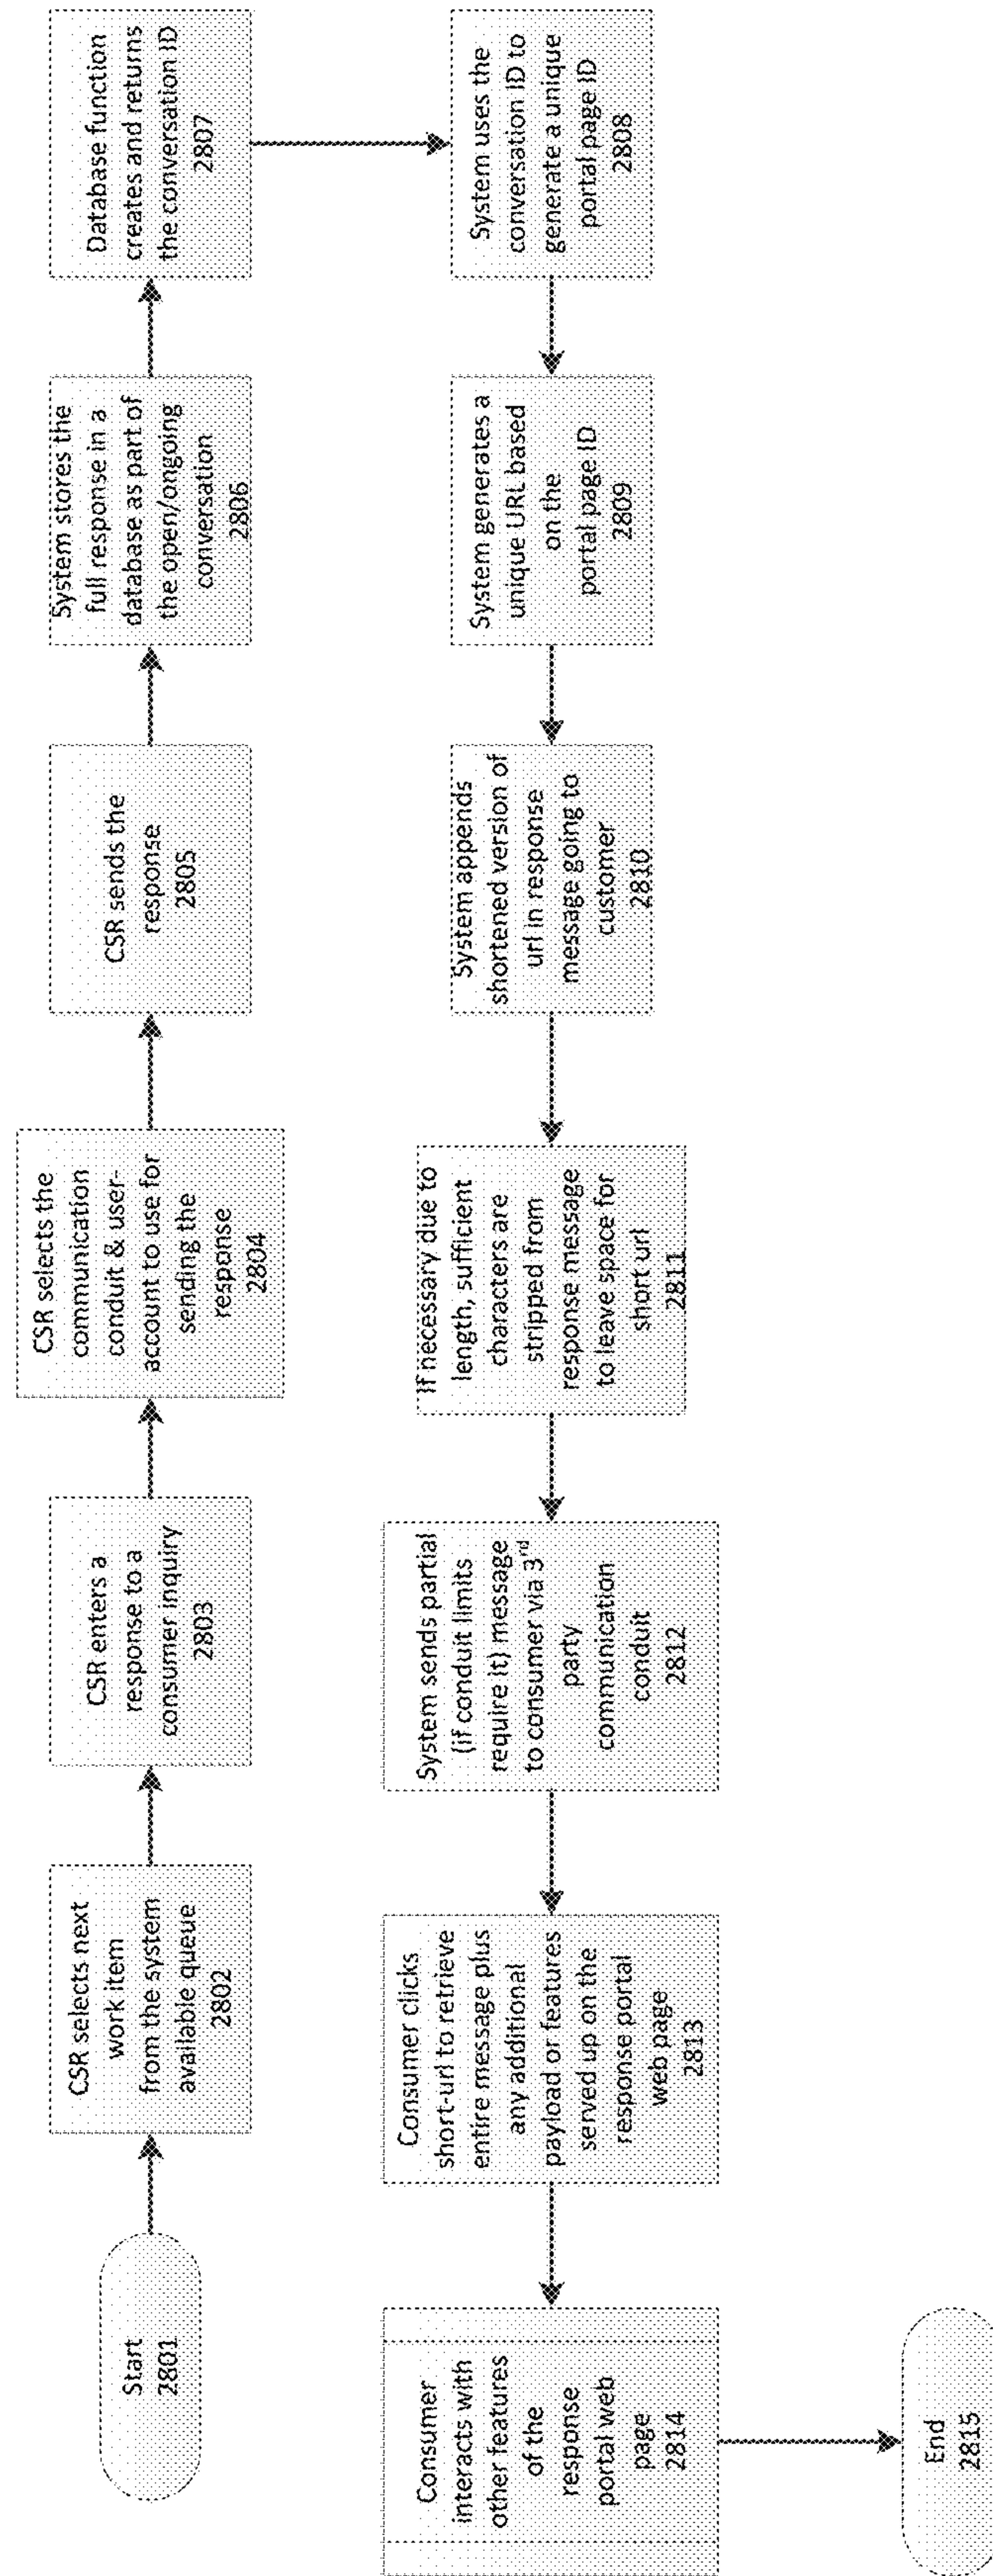 Start
2801
CSR selects next
work item
from the system
available queue
2802
CSR enters a
response to a
consumer inquiry
2803
CSR selects the
communication
conduit & user-
account to use for
sending the
response
2804
CSR sends the
response
2805
System stores the
full response in a
database as part of
the open/ongoing
conversation
2806
Database function
creates and returns
the conversation ID
2807
System uses the
conversation ID to
generate a unique
portal page ID
2808
System generates a
unique URL based
on the
portal page ID
2809
System appends
shortened version of
url in response
message going to
customer
2810
If necessary due to
length, sufficient
characters are
stripped from
response message
to leave space for
short url
2811
System sends partial
(if conduit limits
require it) message
to consumer via 3rd
party
communication
conduit
2812
Consumer clicks
short-url to retrieve
entire message plus
any additional
payload or features
served up on the
response portal
web page
2813
Consumer
interacts with
other features
of the
response
portal web
page
2814
End
2815